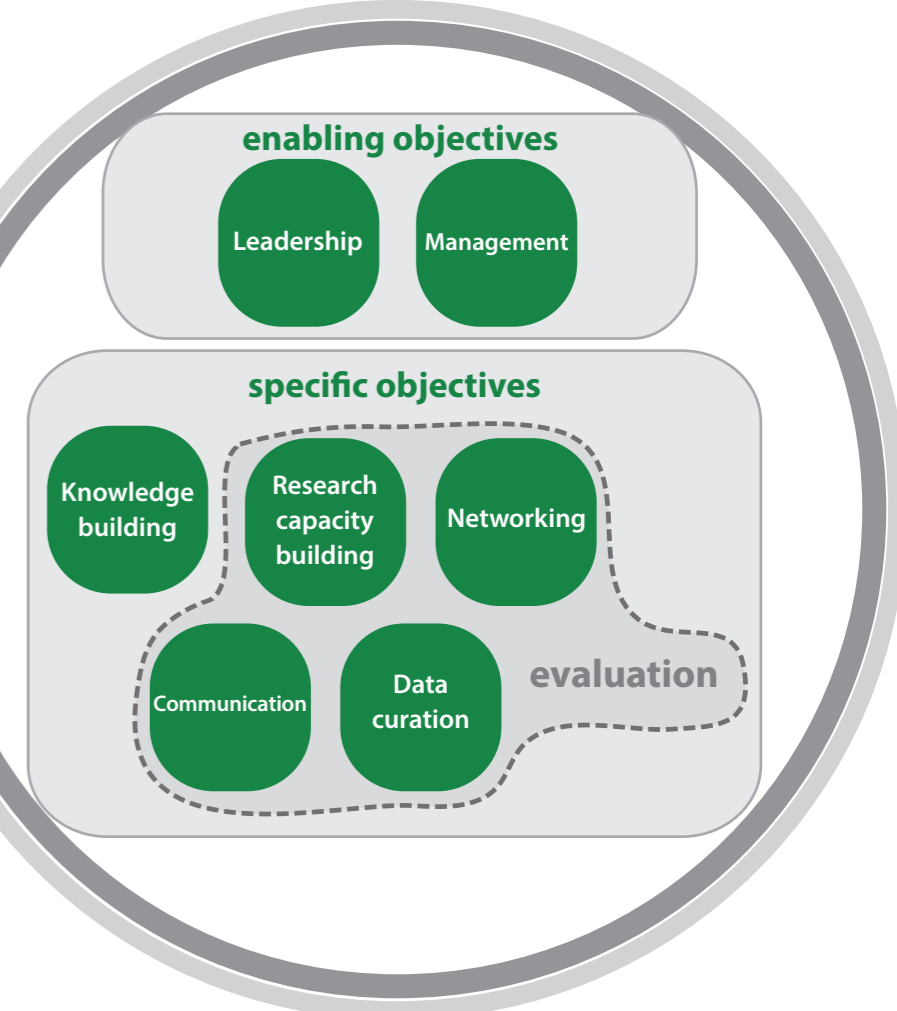 enabling objectives
Leadership
Management
specific objectives
Knowledge
building
Research
capacity
building
Networking
Communication
Data
curation
evaluation